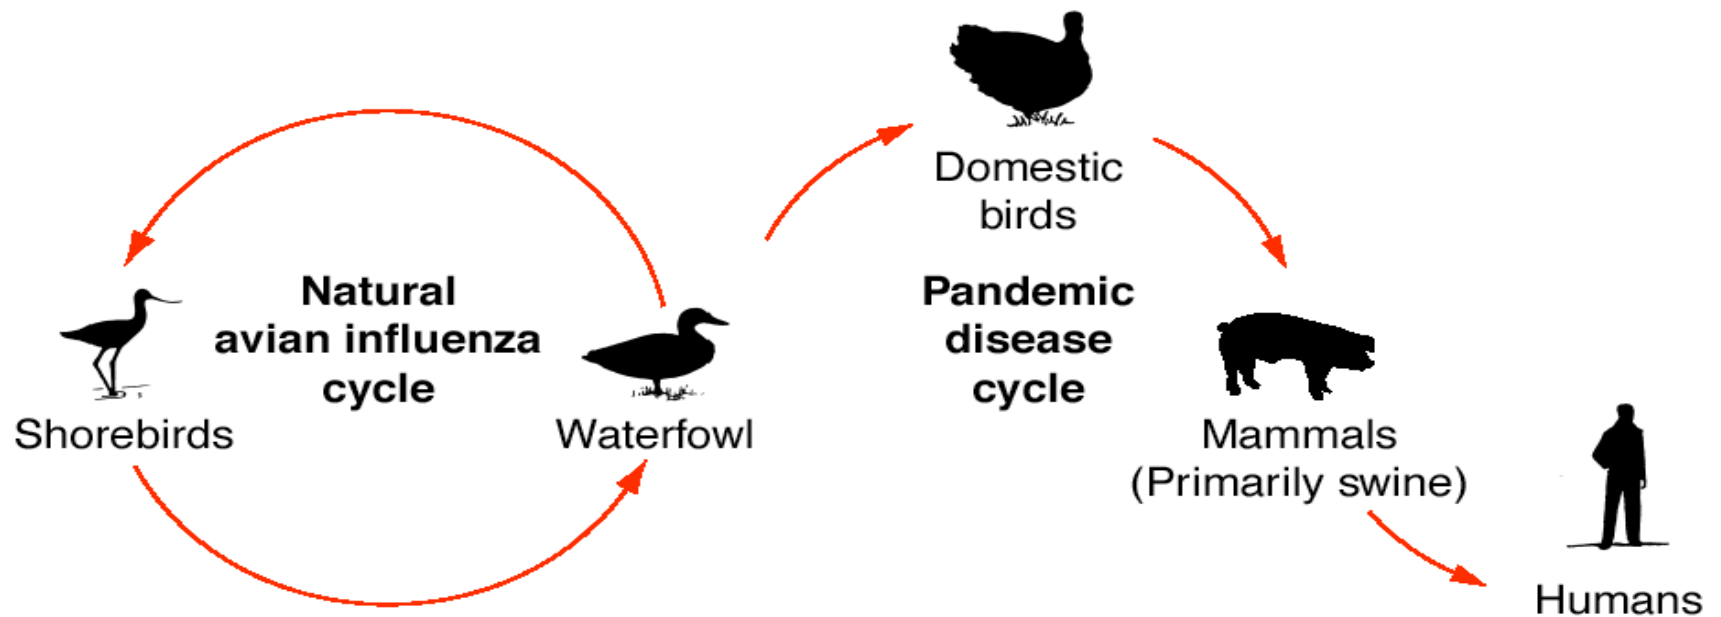 Natural
avian influenza
cycle
Shorebirds
Waterfowl
Domestic
birds
Pandemic
disease
cycle
Mammals
(Primarily swine)
Humans